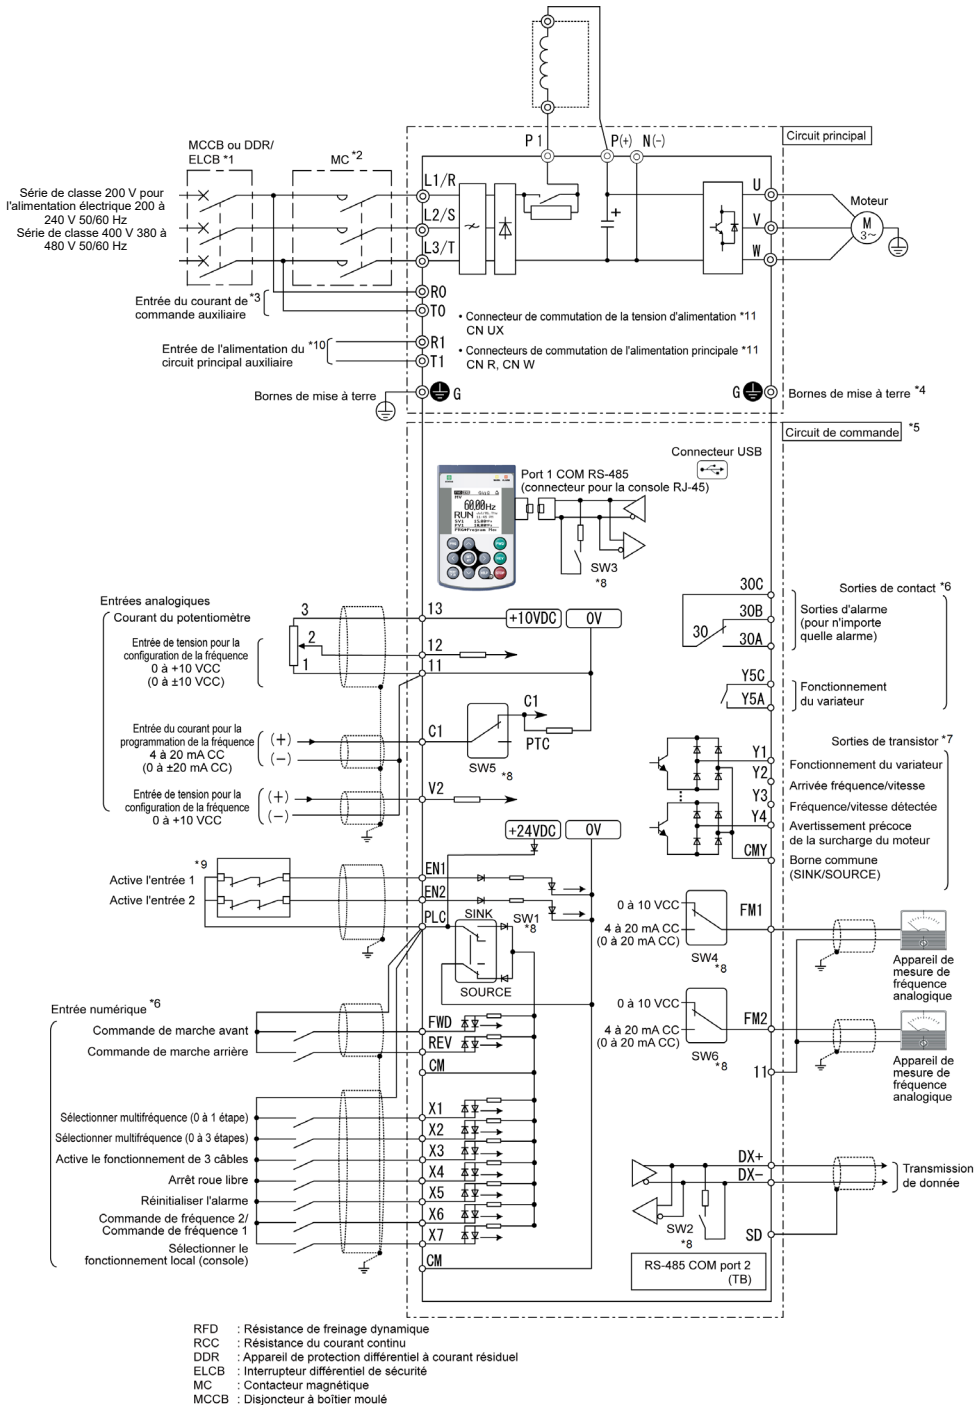 P1
P(+)
N(-)
Circuit principal
MCCB ou DDR/
ELCB *1
MC *2
L1/R
L2/S
L3/T
Série de classe 200 V pour
l'alimentation électrique 200 à
240 V 50/60 Hz
Série de classe 400 V 380 à
480 V 50/60 Hz
U
V
W
Moteur
M
3~
Entrée du courant de *3
commande auxiliaire
R0
T0
• Connecteur de commutation de la tension d'alimentation *11
CN UX
Entrée de l'alimentation du *10
circuit principal auxiliaire
R1
T1
• Connecteurs de commutation de l'alimentation principale *11
CN R, CN W
Bornes de mise à terre
G
G
Bornes de mise à terre *4
Circuit de commande *5
Connecteur USB
Port 1 COM RS-485
(connecteur pour la console RJ-45)
60.00Hz
RUN
SW3
*8
Entrées analogiques
Courant du potentiomètre
3
2
1
13
12
11
+10VDC
0V
Entrée de tension pour la
configuration de la fréquence
0 à +10 VCC
(0 à ±10 VCC)
30C
30B
30
30A
Sorties de contact *6
Sorties d'alarme
(pour n'importe
quelle alarme)
Y5C
Y5A
Fonctionnement
du variateur
Entrée du courant pour la
programmation de la fréquence
4 à 20 mA CC
(0 à ±20 mA CC)
(+)
(−)
C1
C1
PTC
SW5
*8
Sorties de transistor *7
Y1
Y2
Y3
Y4
CMY
Fonctionnement du variateur
Arrivée fréquence/vitesse
Fréquence/vitesse détectée
Avertissement précoce
de la surcharge du moteur
Borne commune
(SINK/SOURCE)
Entrée de tension pour la
configuration de la fréquence
0 à +10 VCC
(+)
(−)
V2
+24VDC
0V
*9
Active l'entrée 1
Active l'entrée 2
EN1
EN2
PLC
SINK
SOURCE
SW1
*8
0 à 10 VCC
4 à 20 mA CC
(0 à 20 mA CC)
SW4
*8
FM1
Appareil de
mesure de
fréquence
analogique
0 à 10 VCC
4 à 20 mA CC
(0 à 20 mA CC)
SW6
*8
FM2
11
Appareil de
mesure de
fréquence
analogique
Entrée numérique *6
Commande de marche avant
Commande de marche arrière
FWD
REV
CM
Sélectionner multifréquence (0 à 1 étape)
Sélectionner multifréquence (0 à 3 étapes)
Active le fonctionnement de 3 câbles
Arrêt roue libre
Réinitialiser l'alarme
Commande de fréquence 2/
Commande de fréquence 1
Sélectionner le
fonctionnement local (console)
X1
X2
X3
X4
X5
X6
X7
CM
DX+
DX−
SD
SW2
*8
Transmission
de donnée
RS-485 COM port 2
(TB)
RFD : Résistance de freinage dynamique
RCC : Résistance du courant continu
DDR : Appareil de protection différentiel à courant résiduel
ELCB : Interrupteur différentiel de sécurité
MC : Contacteur magnétique
MCCB : Disjoncteur à boîtier moulé